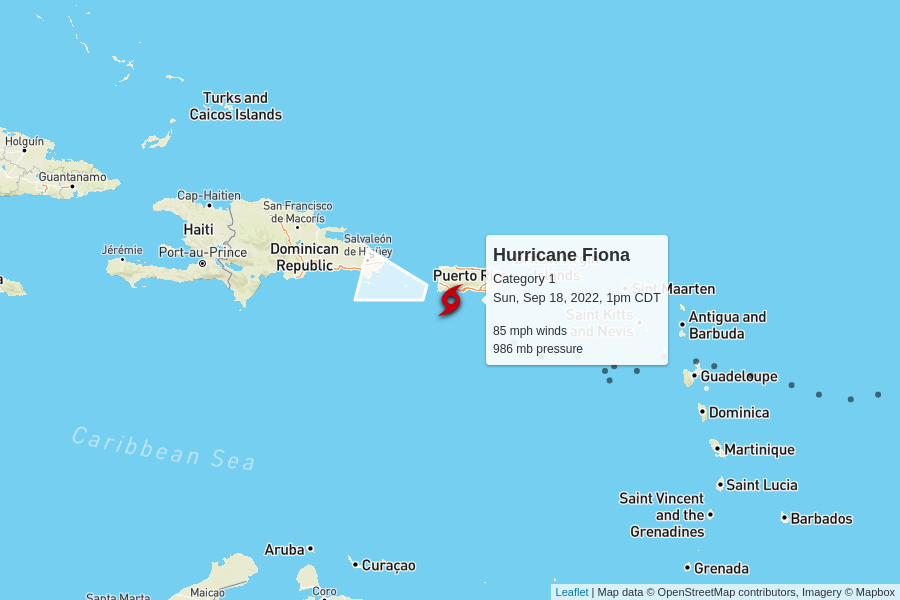 Turks and
Caicos Islands
Holguín
Guantanamo
Cap-Haitien
San Francisco
de Macorís
Haiti
Jérémie
Port-au-Prince
Dominican
Republic
Salvaleón
de Higüey
Puerto
Hurricane Fiona
Category 1
Sun, Sep 18, 2022, 1pm CDT
85 mph winds
986 mb pressure
Islands
Sint Maarten
Saint Kitts
and Nevis
Antigua and
Barbuda
Guadeloupe
Dominica
Martinique
Saint Lucia
Saint Vincent
and the
Grenadines
Barbados
Grenada
Caribbean Sea
Aruba
Curaçao
Coro
Maicao
Santa Marta
Leaflet | Map data © OpenStreetMap contributors, Imagery © Mapbox